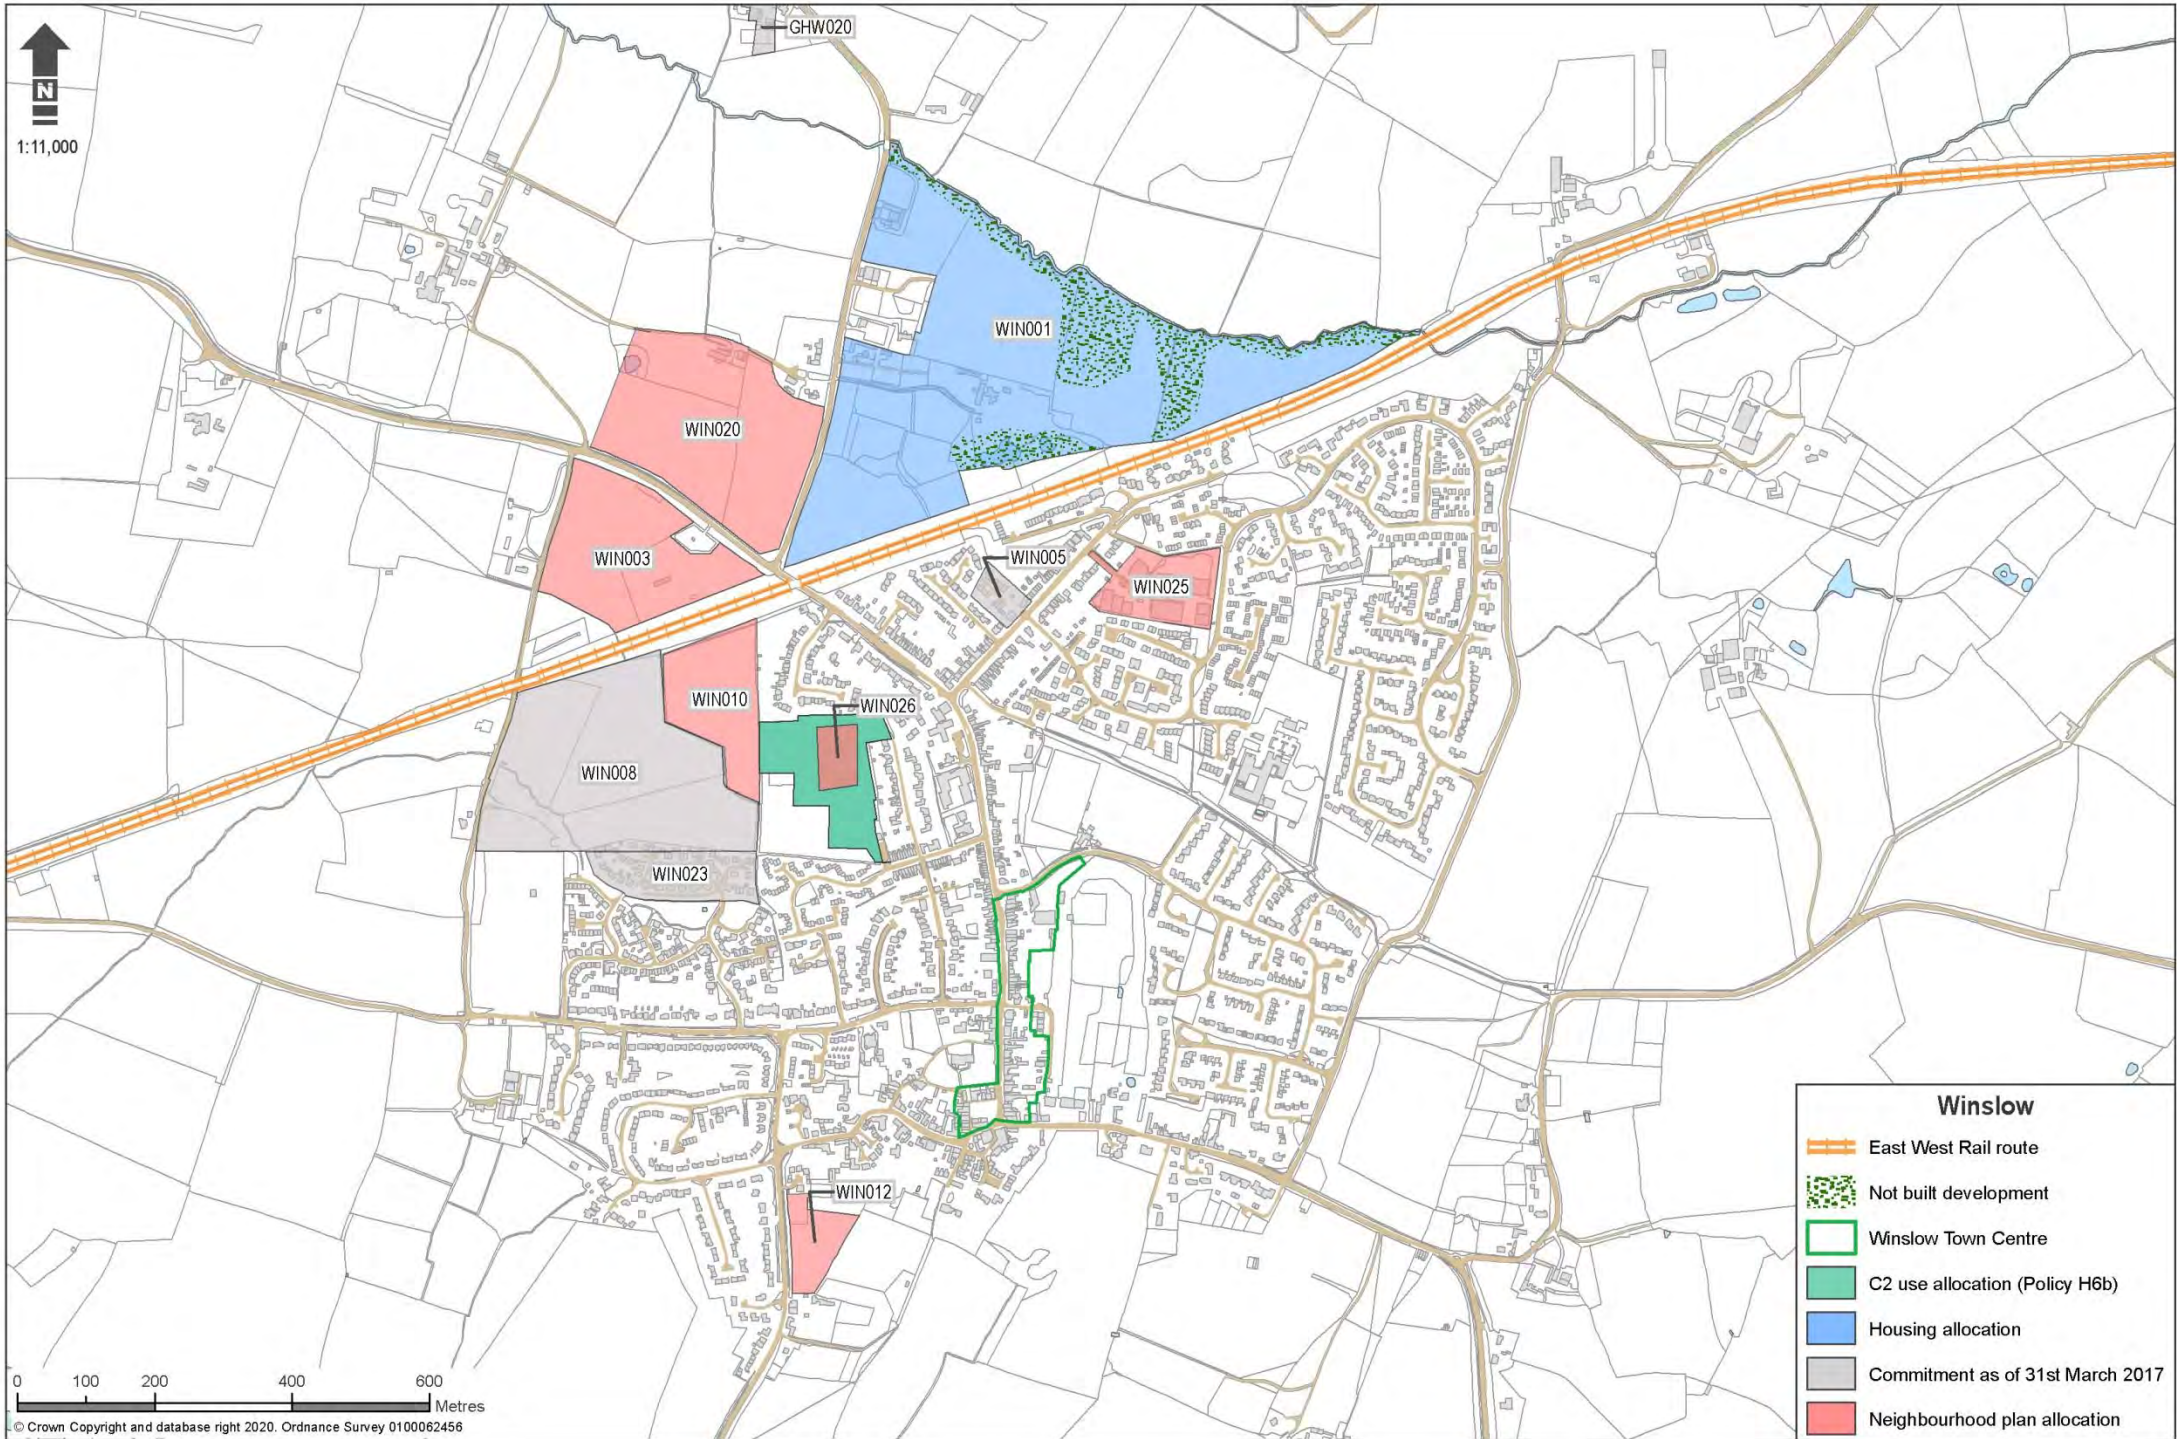 GHW020
N
1:11,000
WIN001
WIN020
WIN003
WIN005
WIN025
WIN010
WIN026
WIN008
WIN023
WIN012
Winslow
East West Rail route
Not built development
Winslow Town Centre
C2 use allocation (Policy H6b)
Housing allocation
Commitment as of 31st March 2017
Neighbourhood plan allocation
0 100 200 400 600
Metres
© Crown Copyright and database right 2020. Ordnance Survey 0100062456